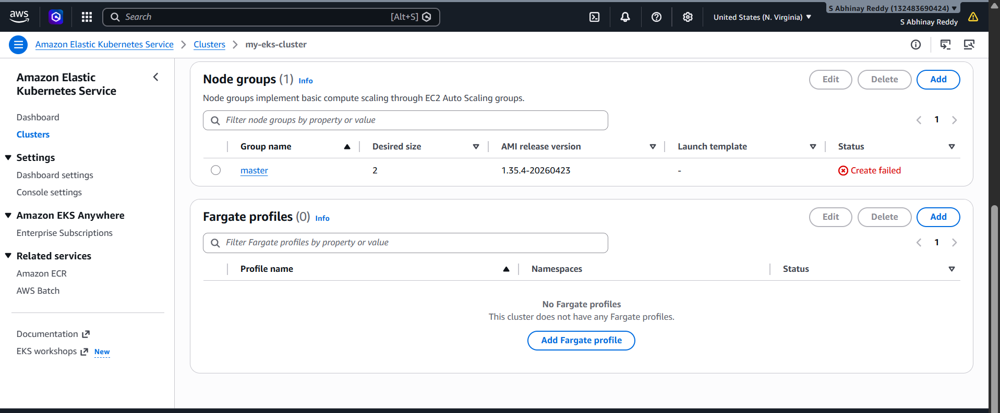 aws
Search [Alt+S]
United States (N. Virginia)
S Abhinay Reddy (132483690424)
S Abhinay Reddy
Amazon Elastic Kubernetes Service
Clusters
my-eks-cluster
Amazon Elastic
Kubernetes Service
Dashboard
Clusters
Settings
Dashboard settings
Console settings
Amazon EKS Anywhere
Enterprise Subscriptions
Related services
Amazon ECR
AWS Batch
Documentation
EKS workshops New
Node groups (1) Info
Edit Delete Add
Node groups implement basic compute scaling through EC2 Auto Scaling groups.
Filter node groups by property or value
1
Group name Desired size AMI release version Launch template Status
master 2 1.35.4-20260423 - Create failed
Fargate profiles (0) Info
Edit Delete Add
Filter Fargate profiles by property or value
1
Profile name Namespaces Status
No Fargate profiles
This cluster does not have any Fargate profiles.
Add Fargate profile